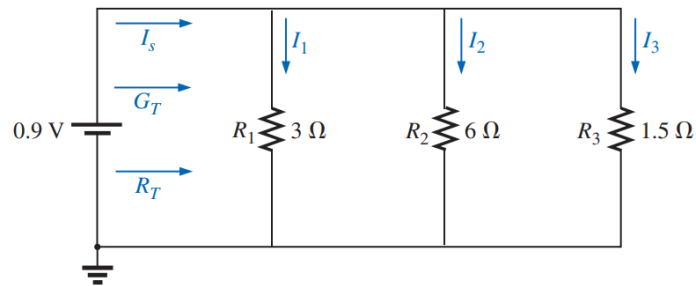 I_s I_1 I_2 I_3
G_T
0.9 V R_1 3 Ω R_2 6 Ω R_3 1.5 Ω
R_T